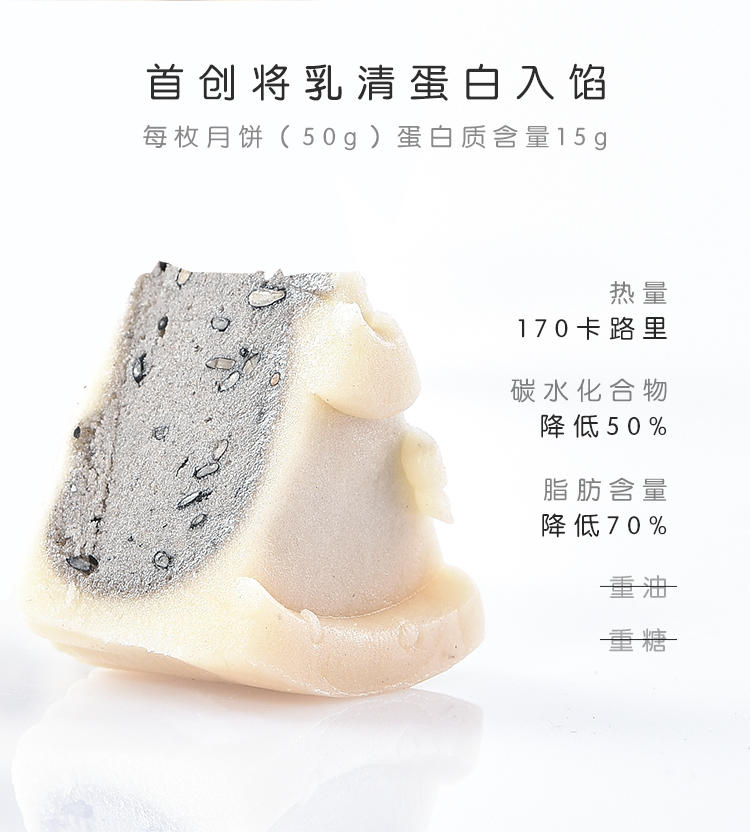 首创将乳清蛋白入馅
每枚月饼（50g）蛋白质含量15g
热量
170卡路里
碳水化合物
降低50%
脂肪含量
降低70%
重油
重糖